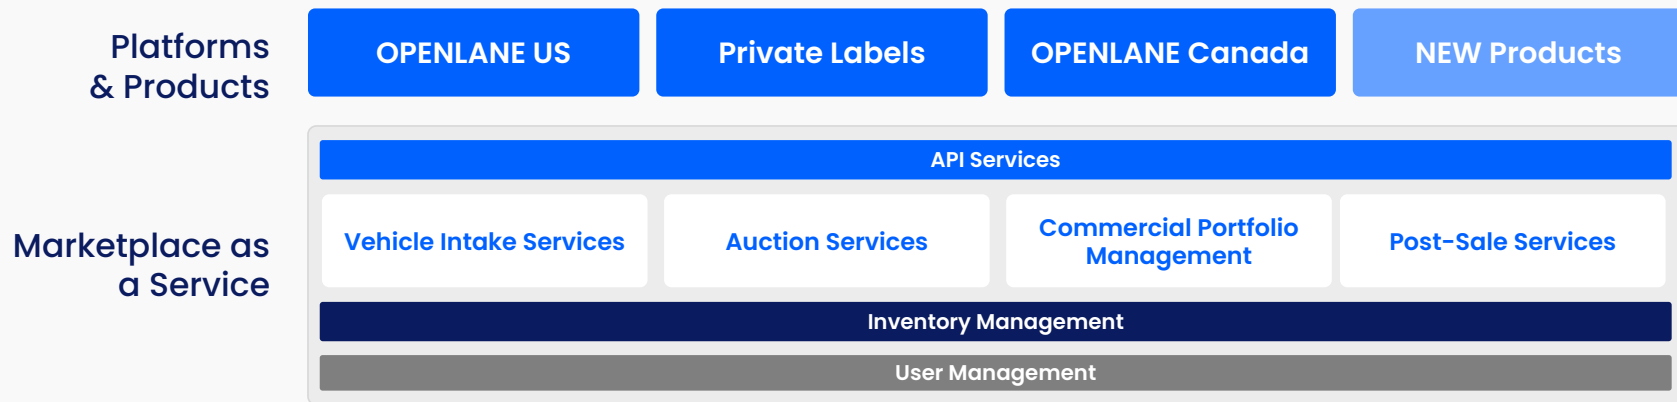 Platforms
& Products
OPENLANE US
Private Labels
OPENLANE Canada
NEW Products
Marketplace as
a Service
API Services
Vehicle Intake Services
Auction Services
Commercial Portfolio
Management
Post-Sale Services
Inventory Management
User Management